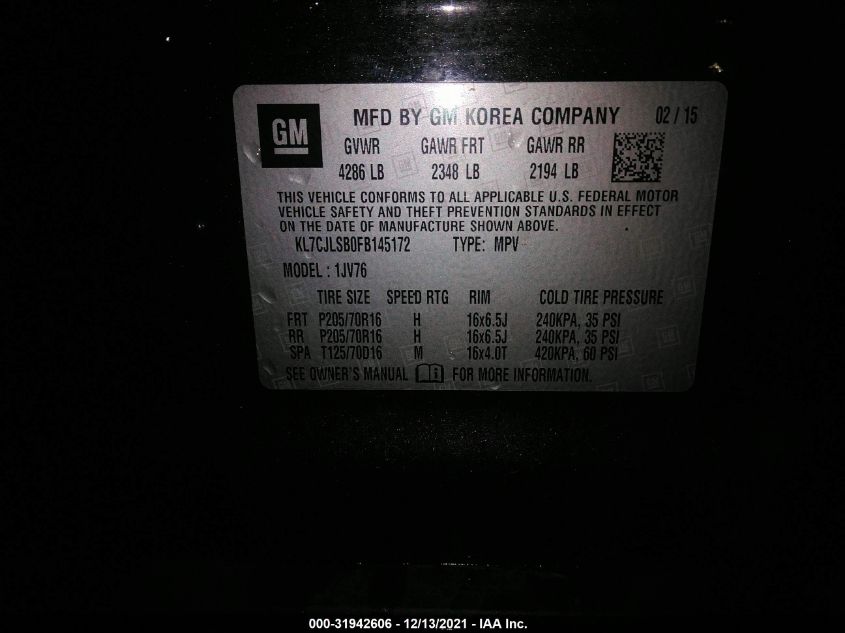 GM
MFD BY GM KOREA COMPANY 02 / 15
GVWR GAWR FRT GAWR RR
4286 LB 2348 LB 2194 LB
THIS VEHICLE CONFORMS TO ALL APPLICABLE U.S. FEDERAL MOTOR
VEHICLE SAFETY AND THEFT PREVENTION STANDARDS IN EFFECT
ON THE DATE OF MANUFACTURE SHOWN ABOVE.
KL7CJLSB0FB145172 TYPE: MPV
MODEL : 1JV76
TIRE SIZE SPEED RTG RIM COLD TIRE PRESSURE
FRT P205/70R16 H 16x6.5J 240KPA, 35 PSI
RR P205/70R16 H 16x6.5J 240KPA, 35 PSI
SPA T125/70D16 M 16x4.0T 420KPA, 60 PSI
SEE OWNER'S MANUAL FOR MORE INFORMATION.
000-31942606 - 12/13/2021 - IAA Inc.